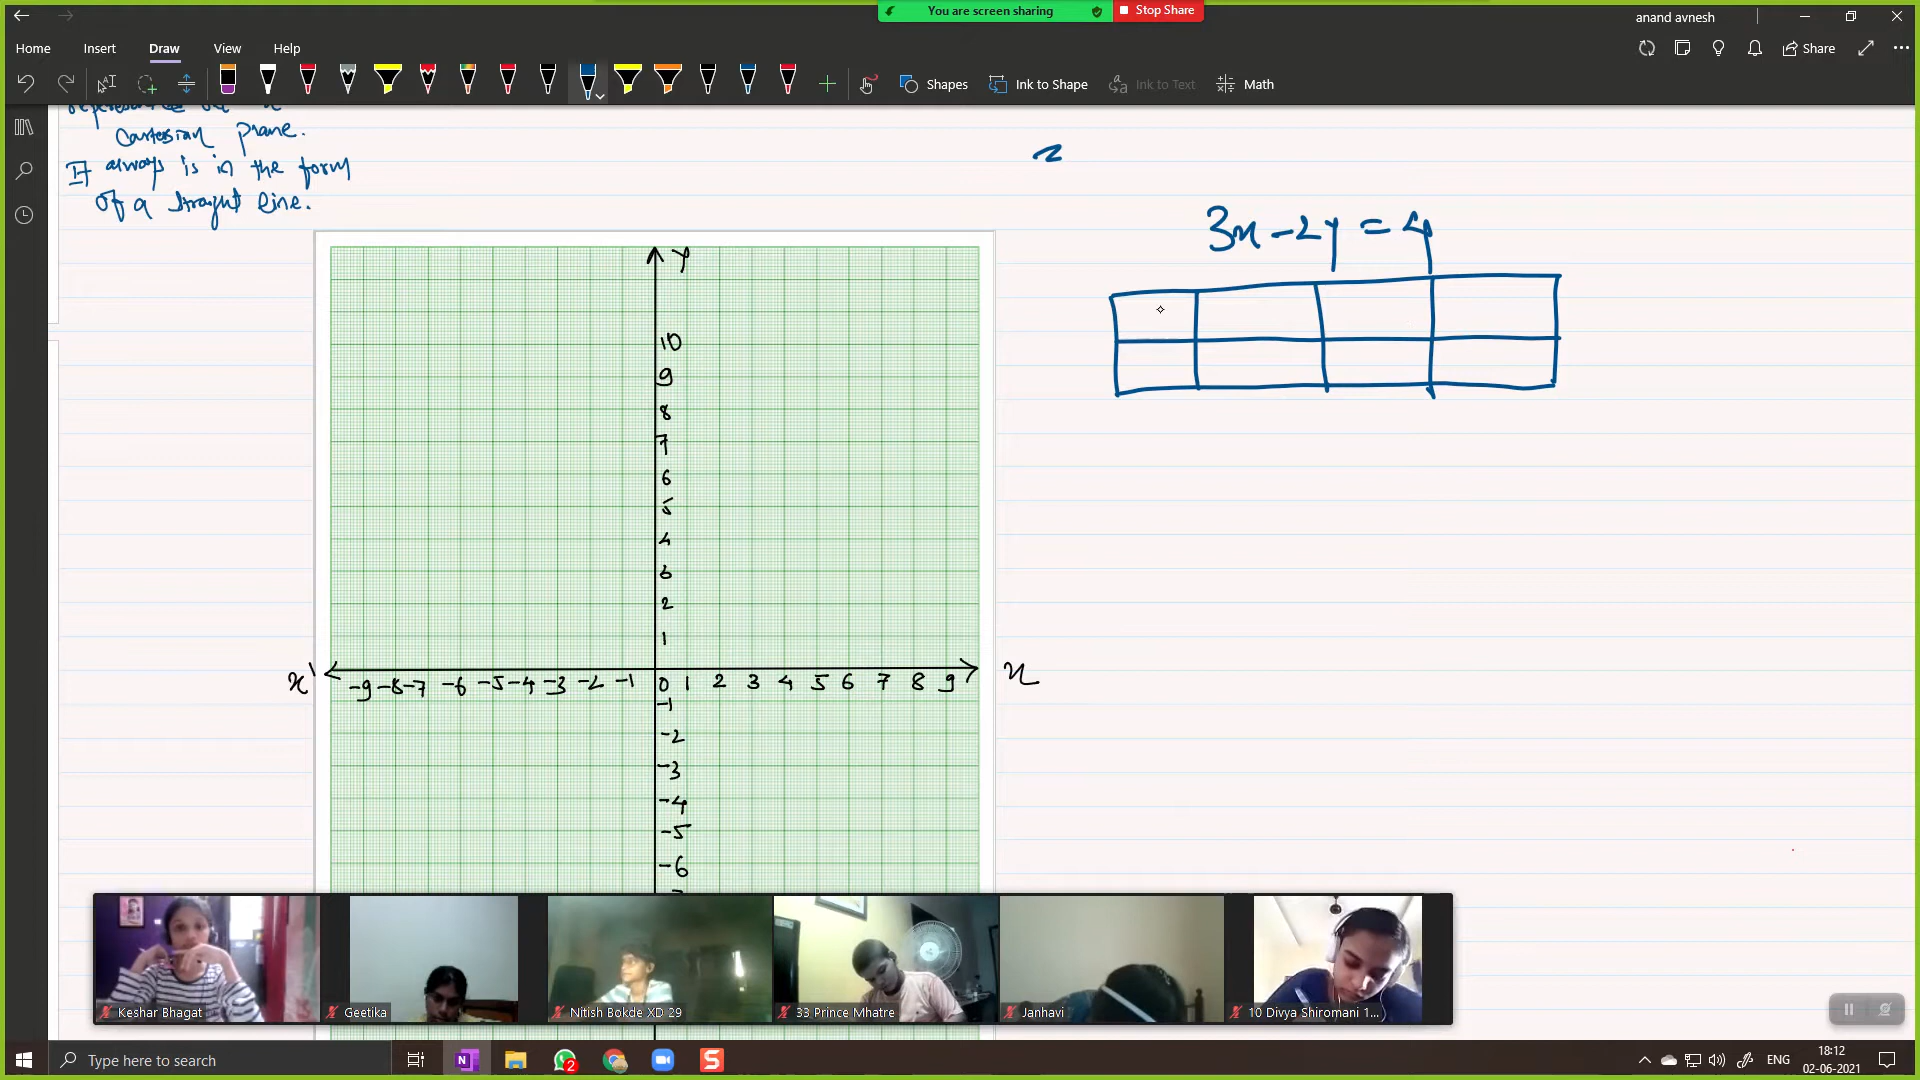 You are screen sharing
Stop Share
anand avnesh
Home Insert Draw View Help
Share
Shapes
Ink to Shape
Ink to Text
Math
Cartesian plane.
It always is in the form
of a straight line.
3x - 2y = 4
y
10
9
8
7
6
5
4
3
2
1
x' -9 -8 -7 -6 -5 -4 -3 -2 -1 0 1 2 3 4 5 6 7 8 9 x
-1
-2
-3
-4
-5
-6
Keshar Bhagat
Geetika
Nitish Bokde XD 29
33 Prince Mhatre
Janhavi
10 Divya Shiromani 1...
Type here to search
N
2
S
ENG
18:12
02-06-2021